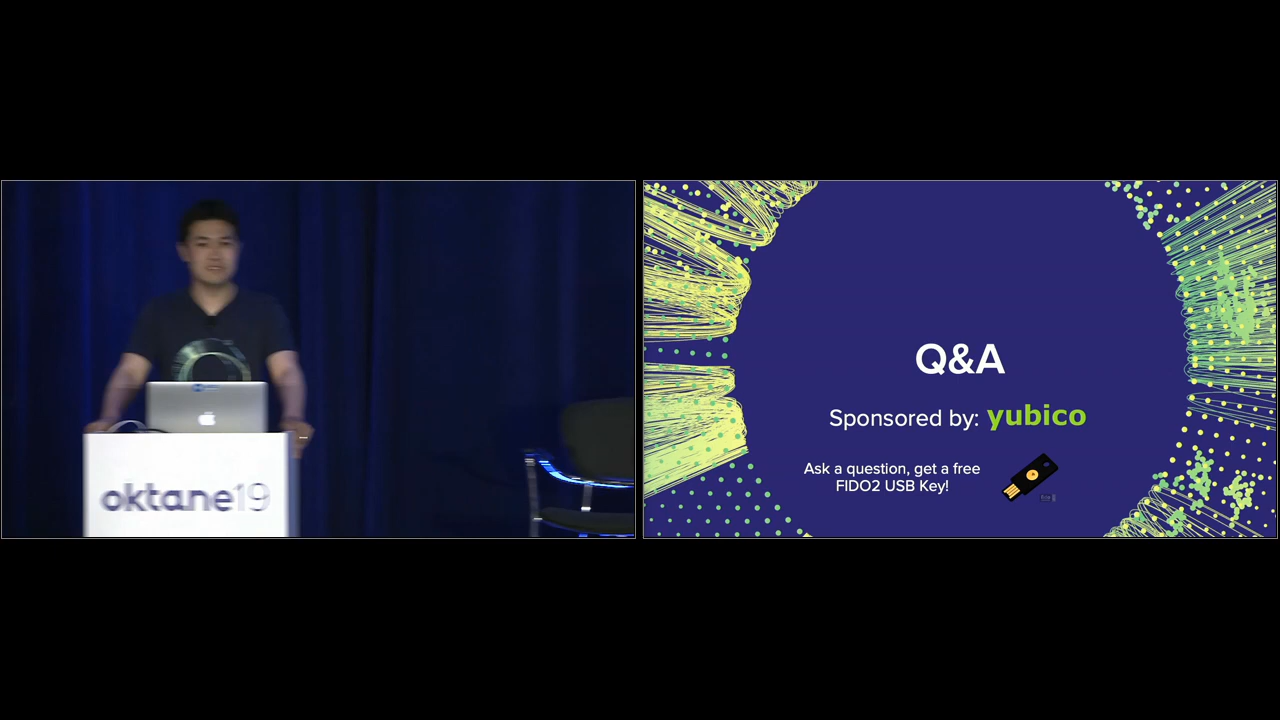 oktane19
Q&A
Sponsored by: yubico
Ask a question, get a free
FIDO2 USB Key!